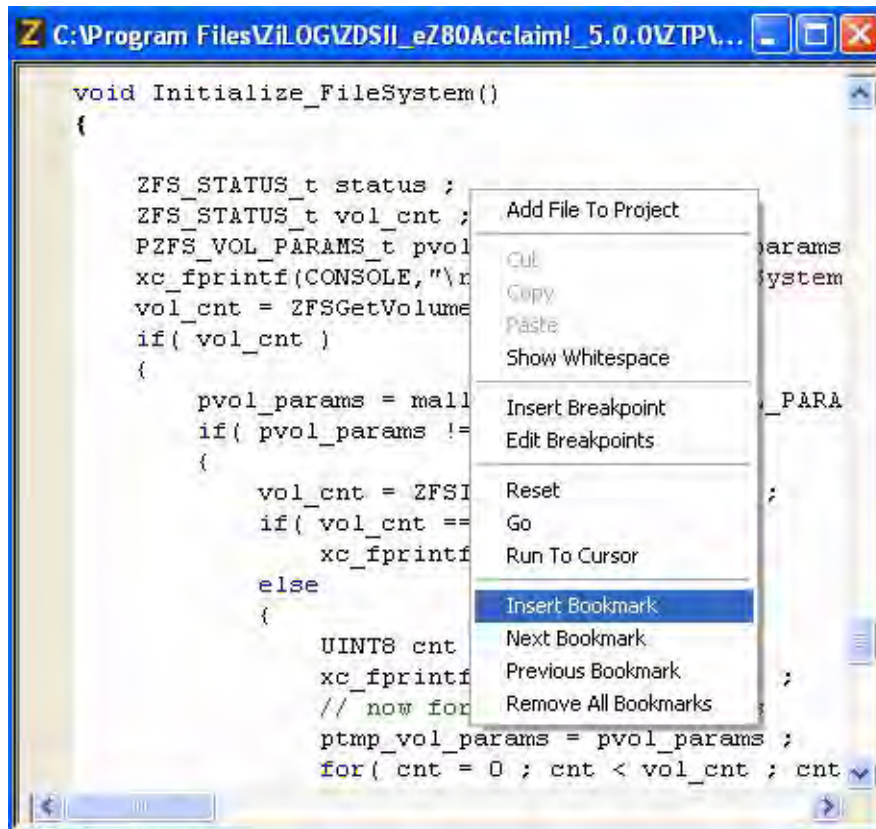 Z C:\Program Files\ZiLOG\ZDSII_eZ80Acclaim!_5.0.0\ZTP\...
void Initialize_FileSystem()
{
ZFS_STATUS_t status ;
ZFS_STATUS_t vol_cnt ;
PZFS_VOL_PARAMS_t pvol params
xc_fprintf(CONSOLE,"\n ystem
vol_cnt = ZFSGetVolume
if( vol_cnt )
{
pvol_params = mall _PARA
if( pvol_params !=
{
vol_cnt = ZFSI ;
if( vol_cnt ==
xc_fprintf
else
{
UINT8 cnt
xc_fprintf ;
// now for
ptmp_vol_params = pvol_params ;
for( cnt = 0 ; cnt < vol_cnt ; cnt
Add File To Project
Cut
Copy
Paste
Show Whitespace
Insert Breakpoint
Edit Breakpoints
Reset
Go
Run To Cursor
Insert Bookmark
Next Bookmark
Previous Bookmark
Remove All Bookmarks